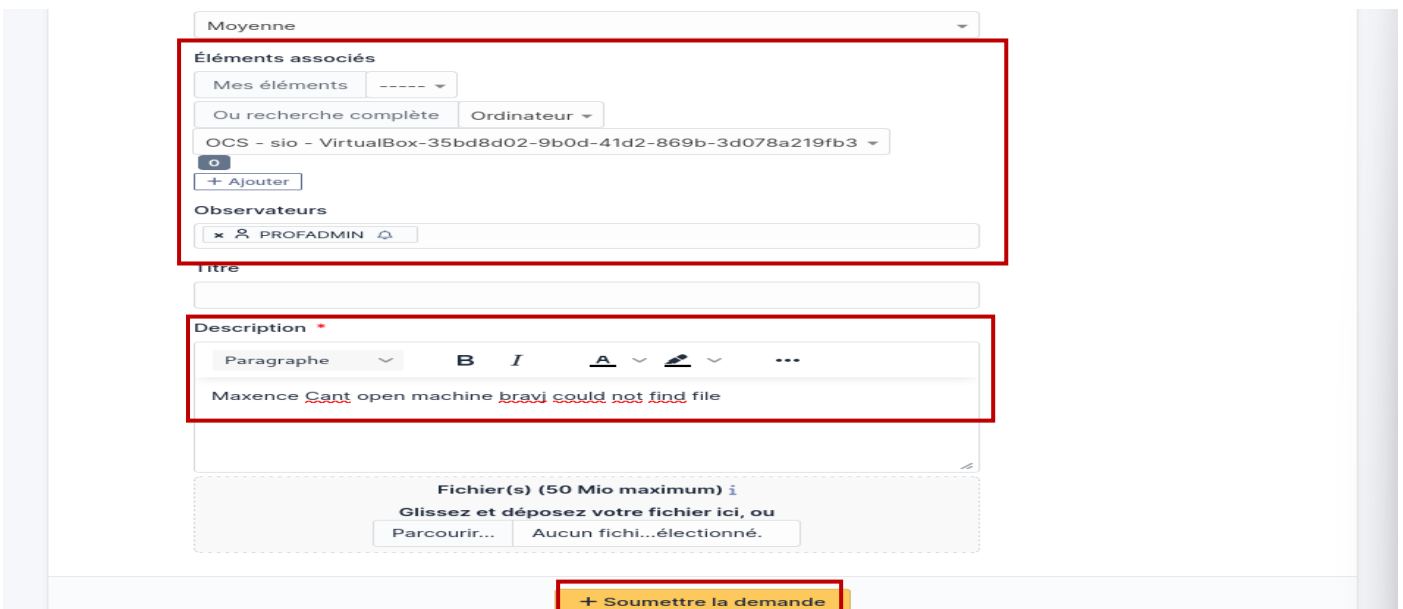 Moyenne
Éléments associés
Mes éléments -----
Ou recherche complète Ordinateur
OCS - sio - VirtualBox-35bd8d02-9b0d-41d2-869b-3d078a219fb3
0
+ Ajouter
Observateurs
× PROFADMIN
Titre
Description *
Paragraphe B I A ...
Maxence Cant open machine bravj could not find file
Fichier(s) (50 Mio maximum) i
Glissez et déposez votre fichier ici, ou
Parcourir... Aucun fichi...électionné.
+ Soumettre la demande